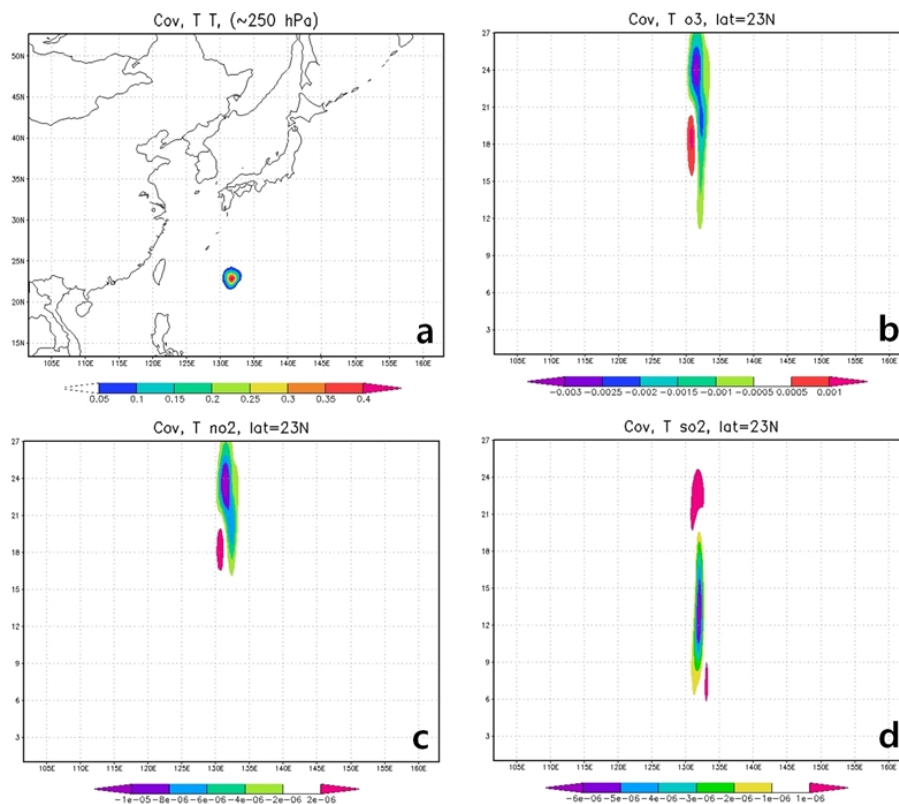 Cov, T T, (~250 hPa)
50N
45N
40N
35N
30N
25N
20N
15N
105E 110E 115E 120E 125E 130E 135E 140E 145E 150E 155E 160E
0.05 0.1 0.15 0.2 0.25 0.3 0.35 0.4
a
Cov, T o3, lat=23N
27
24
21
18
15
12
9
6
3
105E 110E 115E 120E 125E 130E 135E 140E 145E 150E 155E 160E
-0.003 -0.0025 -0.002 -0.0015 -0.001 -0.0005 0.0005 0.001
b
Cov, T no2, lat=23N
27
24
21
18
15
12
9
6
3
105E 110E 115E 120E 125E 130E 135E 140E 145E 150E 155E 160E
-1e-05 -8e-06 -6e-06 -4e-06 -2e-06 2e-06
c
Cov, T so2, lat=23N
27
24
21
18
15
12
9
6
3
105E 110E 115E 120E 125E 130E 135E 140E 145E 150E 155E 160E
-6e-06 -5e-06 -4e-06 -3e-06 -2e-06 -1e-06 1e-06
d